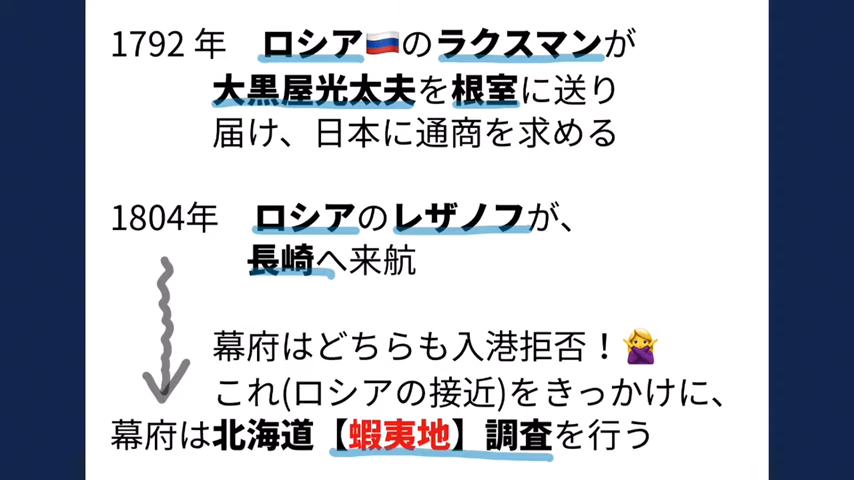 1792年 ロシア🇷🇺のラクスマンが
大黒屋光太夫を根室に送り
届け、日本に通商を求める
1804年 ロシアのレザノフが、
長崎へ来航
幕府はどちらも入港拒否！🙅‍♀️
これ(ロシアの接近)をきっかけに、
幕府は北海道【蝦夷地】調査を行う